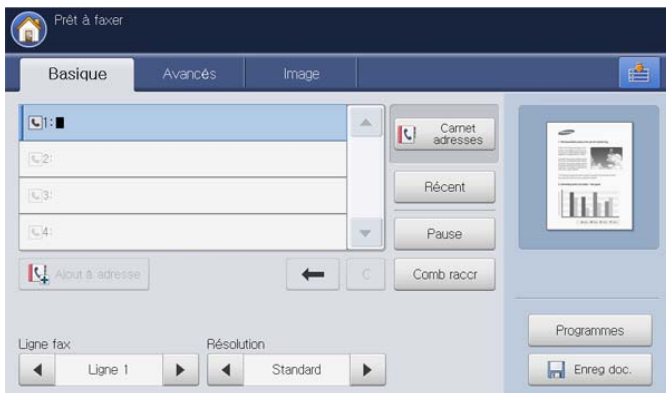 Prêt à faxer
Basique
Avancés
Image
1:
2:
3:
4:
Carnet
adresses
Récent
Pause
Ajout à adresse
C
Comb raccr
Ligne fax
Résolution
Ligne 1
Standard
Programmes
Enreg doc.